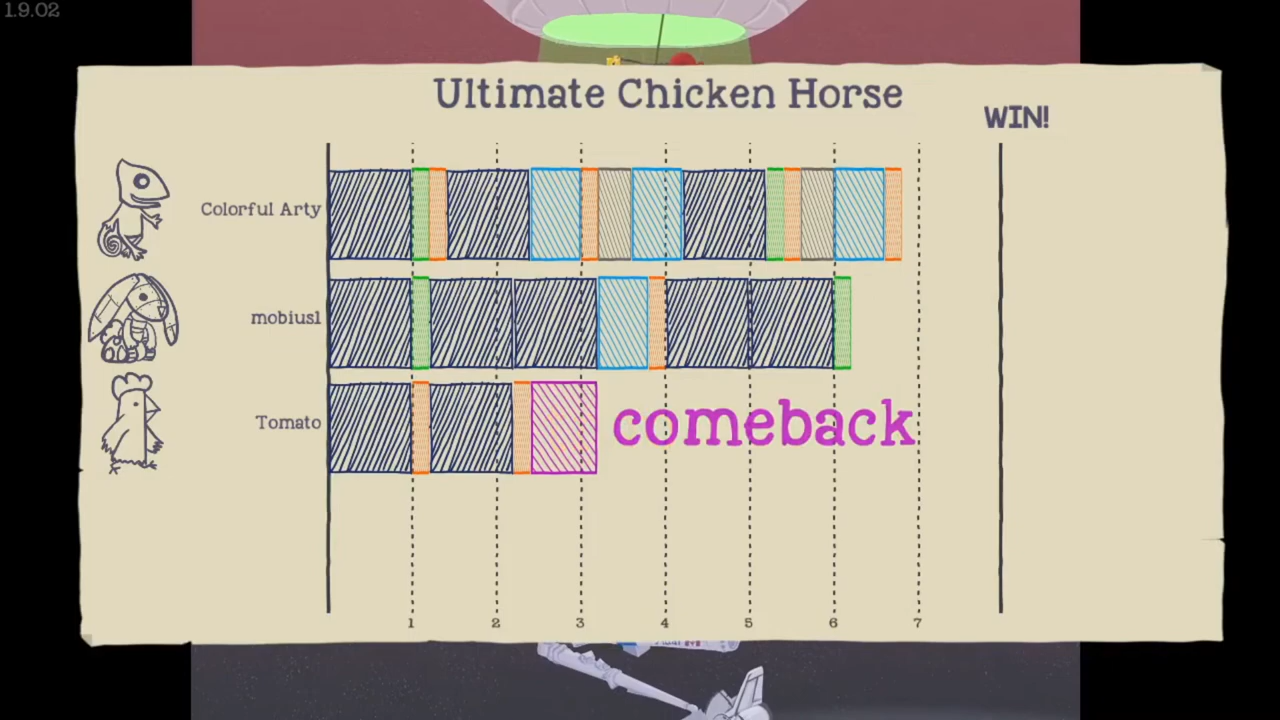 1.9.02
Ultimate Chicken Horse
WIN!
Colorful Arty
mobius1
Tomato
comeback
1 2 3 4 5 6 7